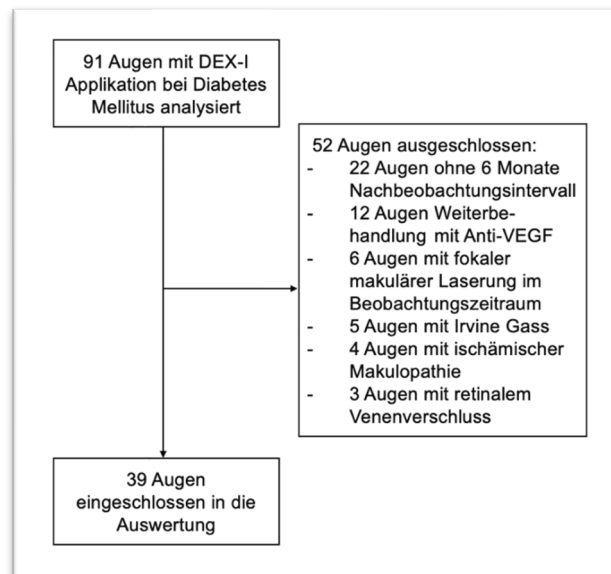 91 Augen mit DEX-I
Applikation bei Diabetes
Mellitus analysiert
52 Augen ausgeschlossen:
- 22 Augen ohne 6 Monate
Nachbeobachtungsintervall
- 12 Augen Weiterbe-
handlung mit Anti-VEGF
- 6 Augen mit fokaler
makulärer Laserung im
Beobachtungszeitraum
- 5 Augen mit Irvine Gass
- 4 Augen mit ischämischer
Makulopathie
- 3 Augen mit retinalem
Venenverschluss
39 Augen
eingeschlossen in die
Auswertung